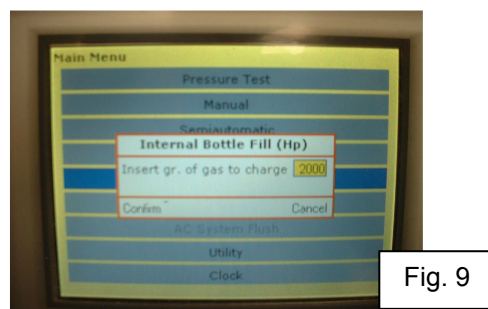 Main Menu
Pressure Test
Manual
Semiautomatic
Internal Bottle Fill (Hp)
Insert gr. of gas to charge 2000
Confirm Cancel
AC System Flush
Utility
Clock
Fig. 9